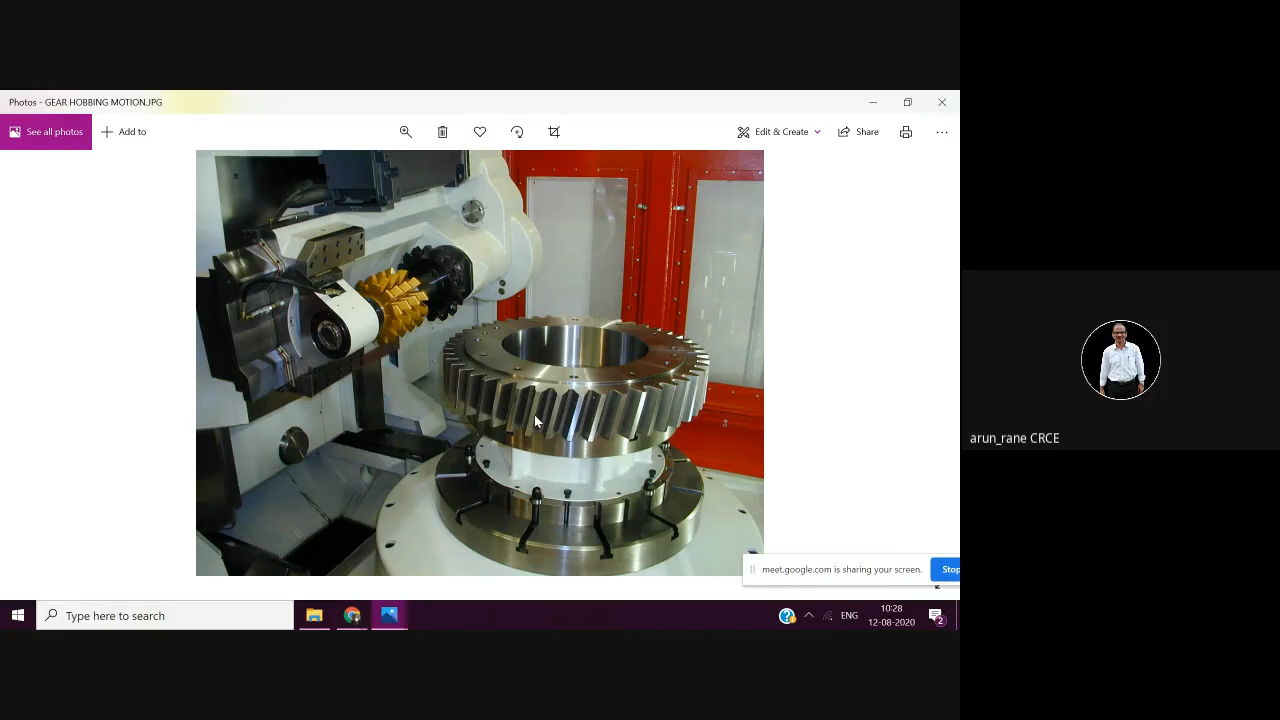 Photos - GEAR HOBBING MOTION.JPG
See all photos
Add to
Edit & Create
Share
arun_rane CRCE
meet.google.com is sharing your screen.
Stop
Type here to search
ENG
10:28
12-08-2020
2